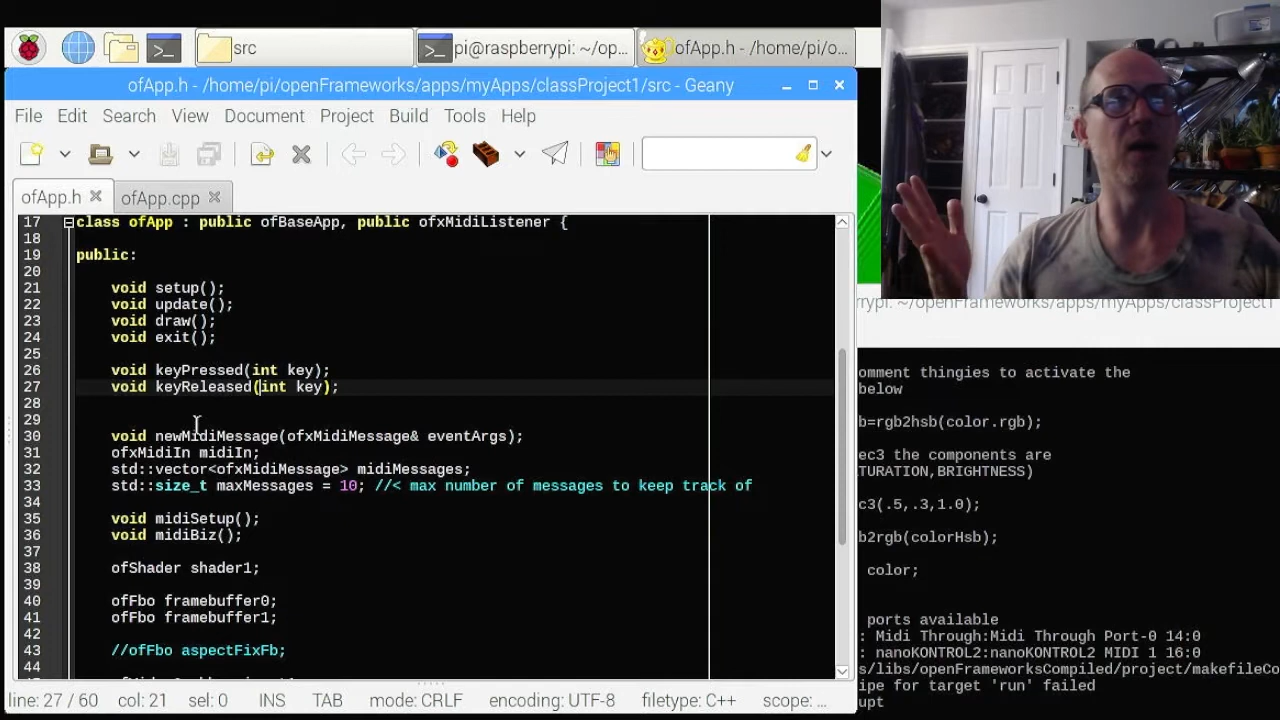 src
pi@raspberrypi: ~/op...
ofApp.h - /home/pi/o...
ofApp.h - /home/pi/openFrameworks/apps/myApps/classProject1/src - Geany
File Edit Search View Document Project Build Tools Help
ofApp.h
ofApp.cpp
17 class ofApp : public ofBaseApp, public ofxMidiListener {
18
19 public:
20
21 void setup();
22 void update();
23 void draw();
24 void exit();
25
26 void keyPressed(int key);
27 void keyReleased(int key);
28
29
30 void newMidiMessage(ofxMidiMessage& eventArgs);
31 ofxMidiIn midiIn;
32 std::vector<ofxMidiMessage> midiMessages;
33 std::size_t maxMessages = 10; //< max number of messages to keep track of
34
35 void midiSetup();
36 void midiBiz();
37
38 ofShader shader1;
39
40 ofFbo framebuffer0;
41 ofFbo framebuffer1;
42
43 //ofFbo aspectFixFb;
44
line: 27 / 60 col: 21 sel: 0 INS TAB mode: CRLF encoding: UTF-8 filetype: C++ scope: ...
rrypi: ~/openFrameworks/apps/myApps/classProject1
omment thingies to activate the
below
b=rgb2hsb(color.rgb);
ec3 the components are
TURATION,BRIGHTNESS)
c3(.5,.3,1.0);
b2rgb(colorHsb);
color;
ports available
: Midi Through:Midi Through Port-0 14:0
: nanoKONTROL2:nanoKONTROL2 MIDI 1 16:0
s/libs/openFrameworksCompiled/project/makefileCo
ipe for target 'run' failed
upt